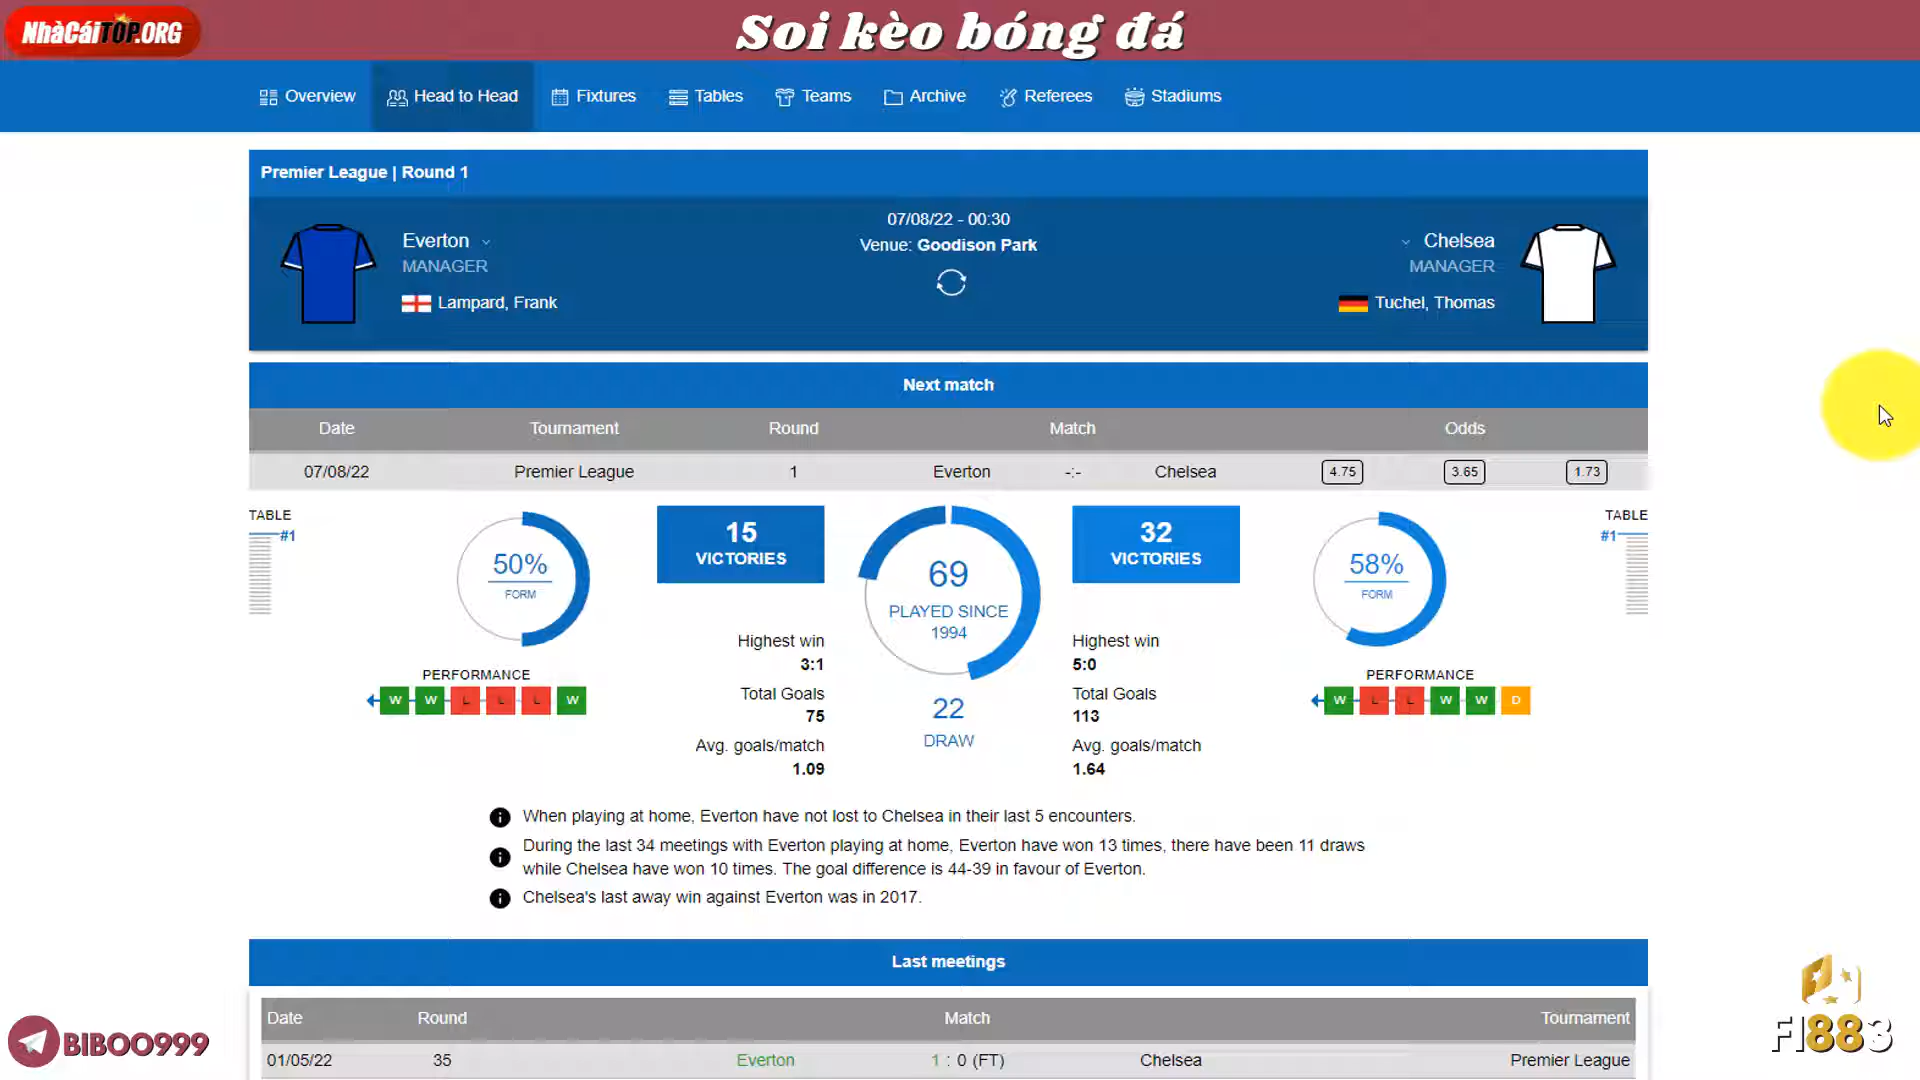 NhàCáiTOP.ORG
Soi kèo bóng đá
Overview
Head to Head
Fixtures
Tables
Teams
Archive
Referees
Stadiums
Premier League | Round 1
07/08/22 - 00:30
Venue: Goodison Park
Everton
MANAGER
Lampard, Frank
Chelsea
MANAGER
Tuchel, Thomas
Next match
Date Tournament Round Match Odds
07/08/22 Premier League 1 Everton -:- Chelsea 4.75 3.65 1.73
TABLE
#1
50%
FORM
PERFORMANCE
W W L L L W
15
VICTORIES
Highest win
3:1
Total Goals
75
Avg. goals/match
1.09
69
PLAYED SINCE
1994
22
DRAW
32
VICTORIES
Highest win
5:0
Total Goals
113
Avg. goals/match
1.64
58%
FORM
PERFORMANCE
W L L W W D
TABLE
#1
When playing at home, Everton have not lost to Chelsea in their last 5 encounters.
During the last 34 meetings with Everton playing at home, Everton have won 13 times, there have been 11 draws
while Chelsea have won 10 times. The goal difference is 44-39 in favour of Everton.
Chelsea's last away win against Everton was in 2017.
Last meetings
Date Round Match Tournament
01/05/22 35 Everton 1 : 0 (FT) Chelsea Premier League
BIBOO999
FI883